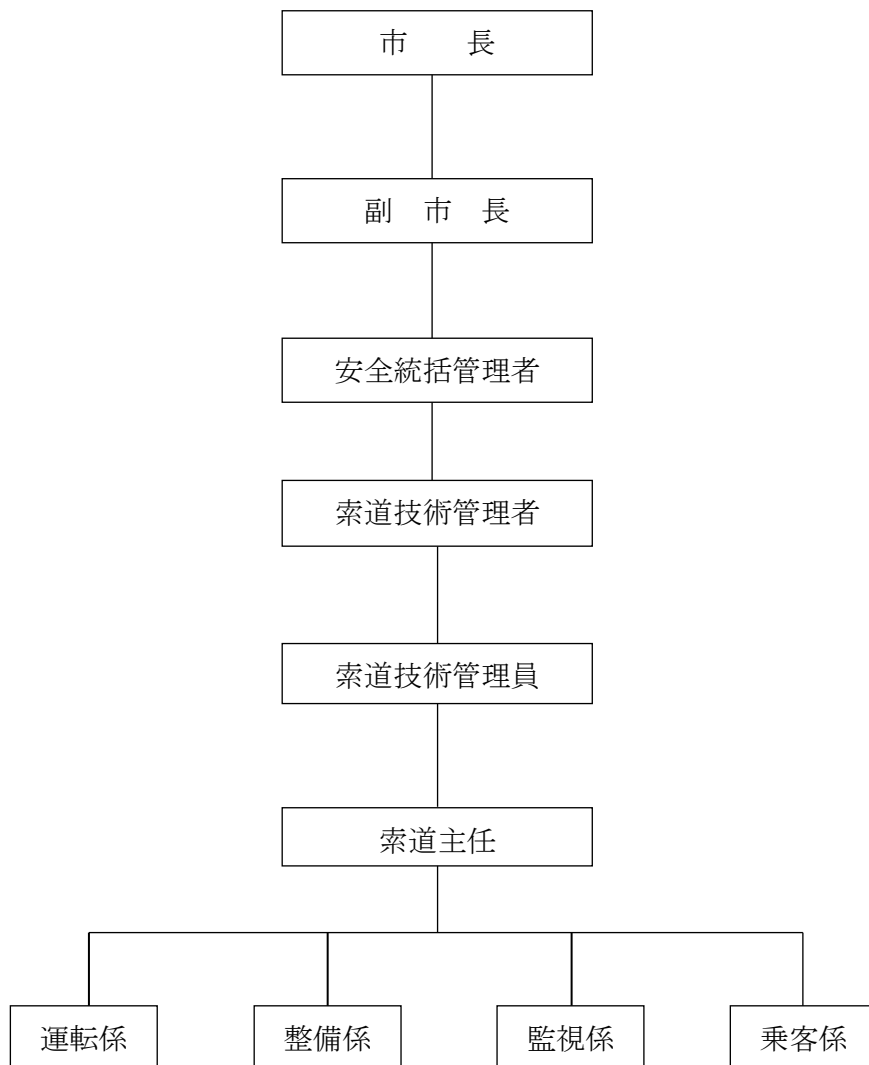 市　　長
副　市　長
安全統括管理者
索道技術管理者
索道技術管理員
索道主任
運転係
整備係
監視係
乗客係